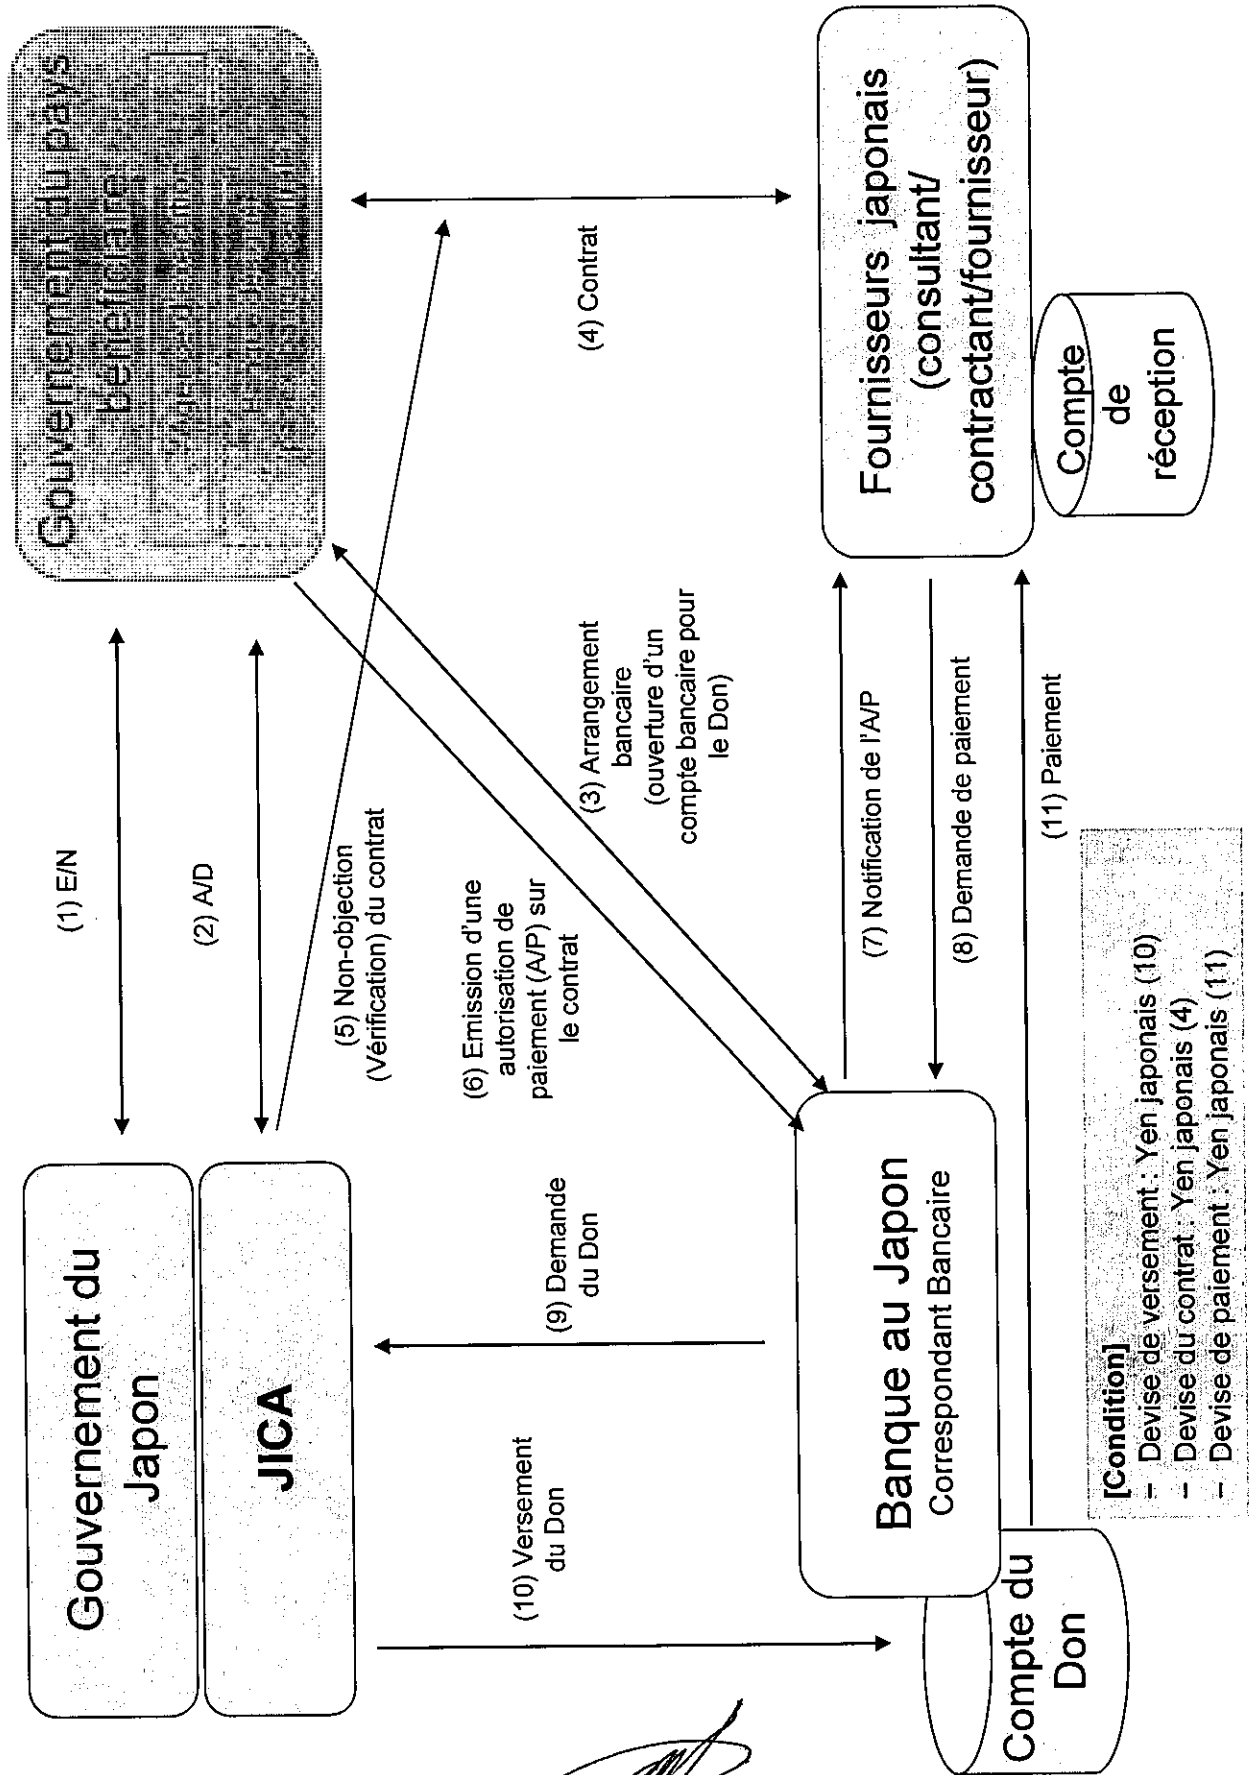 Gouvernement du
Japon
JICA
(1) E/N
(2) A/D
Gouvernement du pays
béneficiaire
(5) Non-objection
(Vérification) du contrat
(6) Emission d'une
autorisation de
paiement (A/P) sur
le contrat
(3) Arrangement
bancaire
(ouverture d'un
compte bancaire pour
le Don)
(4) Contrat
(10) Versement
du Don
(9) Demande
du Don
Banque au Japon
Correspondant Bancaire
Compte du
Don
(7) Notification de l'A/P
(8) Demande de paiement
(11) Paiement
Fournisseurs japonais
(consultant/
contractant/fournisseur)
Compte
de
réception
[Condition]
– Devise de versement : Yen japonais (10)
– Devise du contrat : Yen japonais (4)
– Devise de paiement : Yen japonais (11)